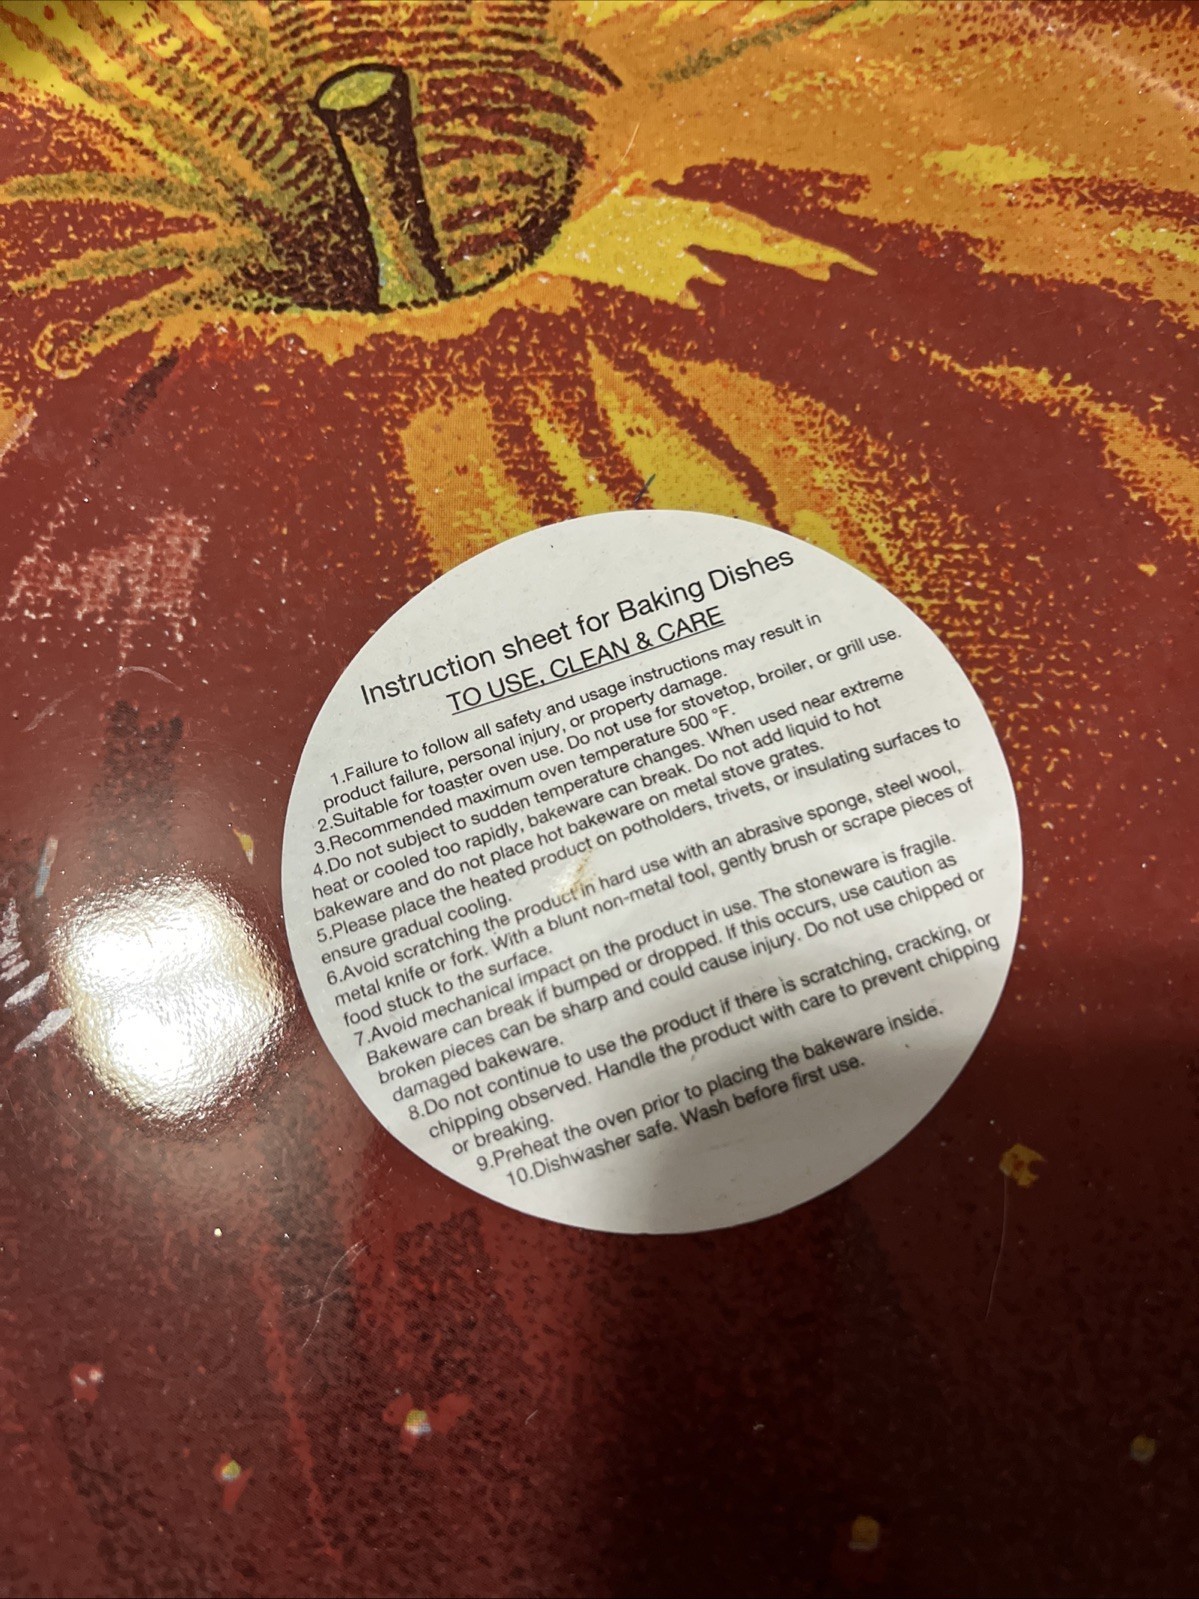 Instruction sheet for Baking Dishes
TO USE, CLEAN & CARE
1.Failure to follow all safety and usage instructions may result in
product failure, personal injury, or property damage.
2.Suitable for toaster oven use. Do not use for stovetop, broiler, or grill use.
3.Recommended maximum oven temperature 500 °F.
4.Do not subject to sudden temperature changes. When used near extreme
heat or cooled too rapidly, bakeware can break. Do not add liquid to hot
bakeware and do not place hot bakeware on metal stove grates.
5.Please place the heated product on potholders, trivets, or insulating surfaces to
ensure gradual cooling.
6.Avoid scratching the product in hard use with an abrasive sponge, steel wool,
metal knife or fork. With a blunt non-metal tool, gently brush or scrape pieces of
food stuck to the surface.
7.Avoid mechanical impact on the product in use. The stoneware is fragile.
Bakeware can break if bumped or dropped. If this occurs, use caution as
broken pieces can be sharp and could cause injury. Do not use chipped or
damaged bakeware.
8.Do not continue to use the product if there is scratching, cracking, or
chipping observed. Handle the product with care to prevent chipping
or breaking.
9.Preheat the oven prior to placing the bakeware inside.
10.Dishwasher safe. Wash before first use.